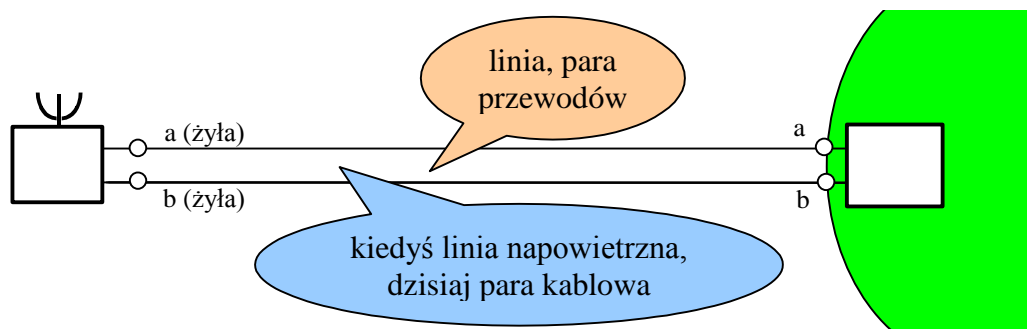 linia, para
przewodów
a (żyła)
a
b (żyła)
b
kiedyś linia napowietrzna,
dzisiaj para kablowa